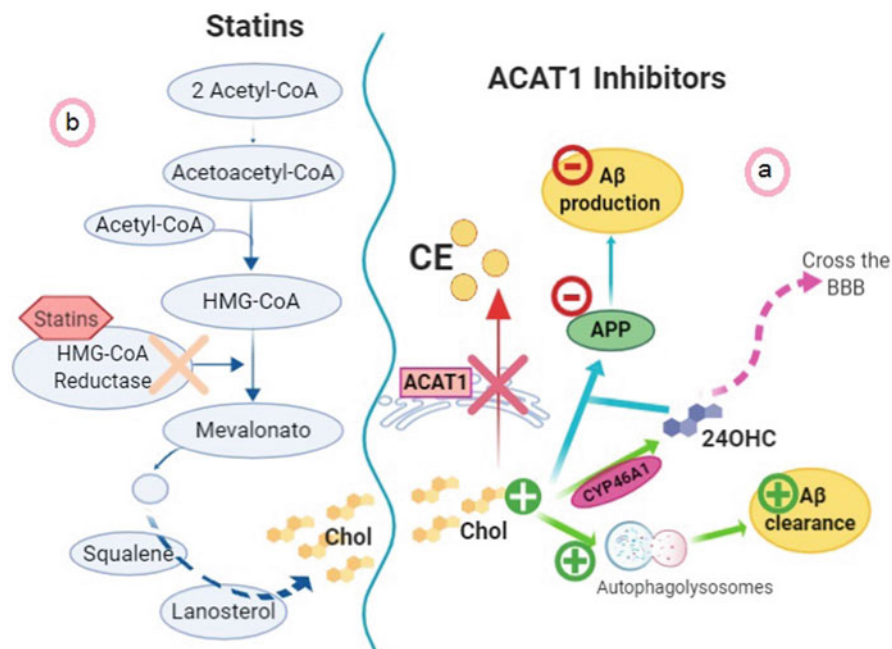 Statins
b
2 Acetyl-CoA
Acetoacetyl-CoA
Acetyl-CoA
HMG-CoA
Statins
HMG-CoA
Reductase
Mevalonato
Squalene
Lanosterol
Chol
ACAT1 Inhibitors
a
Aβ
production
CE
Cross the
BBB
APP
ACAT1
24OHC
CYP46A1
Chol
Aβ
clearance
Autophagolysosomes